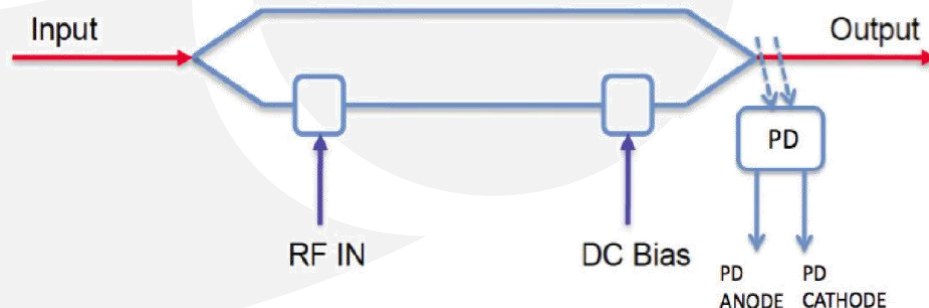 Input
Output
PD
RF IN
DC Bias
PD
ANODE
PD
CATHODE